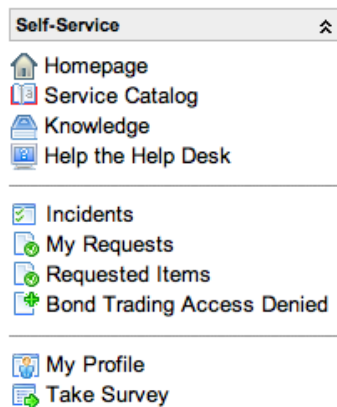 Self-Service
Homepage
Service Catalog
Knowledge
Help the Help Desk
Incidents
My Requests
Requested Items
Bond Trading Access Denied
My Profile
Take Survey